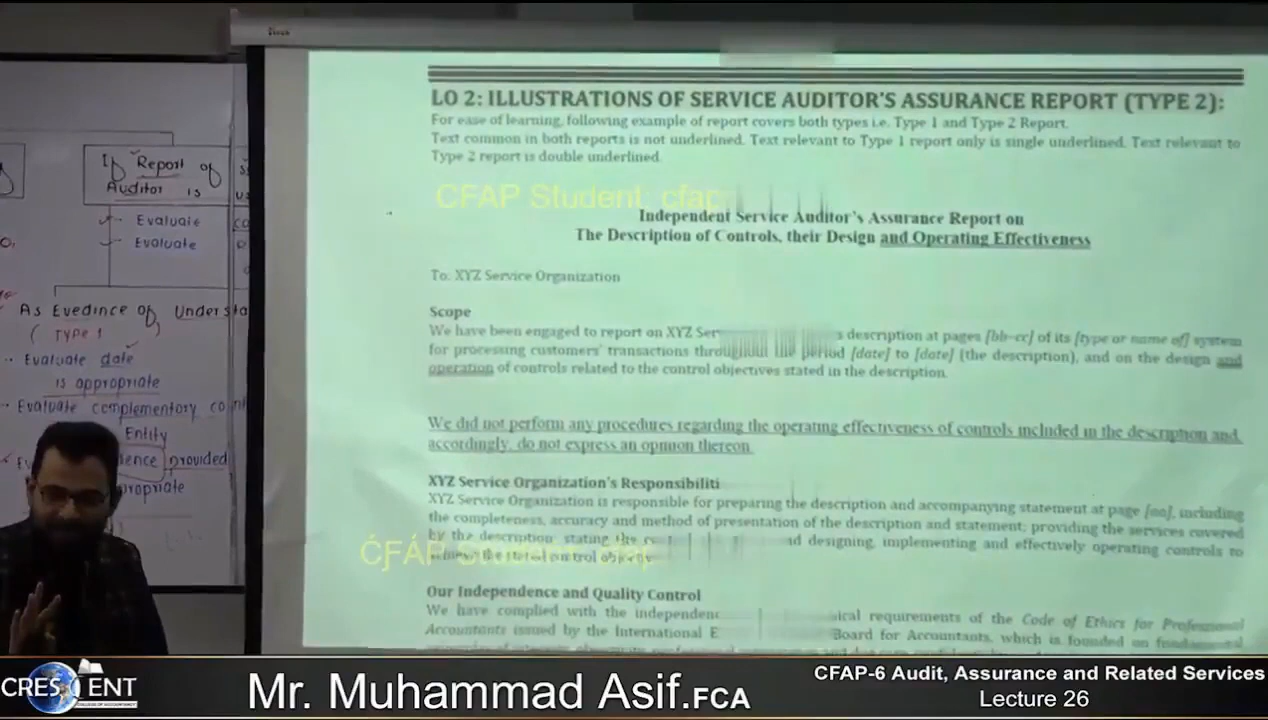 LO 2: ILLUSTRATIONS OF SERVICE AUDITOR'S ASSURANCE REPORT (TYPE 2):
For ease of learning, following example of report covers both types i.e. Type 1 and Type 2 Report.
Text common in both reports is not underlined. Text relevant to Type 1 report only is single underlined. Text relevant to
Type 2 report is double underlined.
CFAP Student: cfap
Independent Service Auditor's Assurance Report on
The Description of Controls, their Design and Operating Effectiveness
To: XYZ Service Organization
Scope
We have been engaged to report on XYZ description at pages [bb-cc] of its [type or name of] system
for processing customers' transactions throughout the period [date] to [date] (the description), and on the design and
operation of controls related to the control objectives stated in the description.
We did not perform any procedures regarding the operating effectiveness of controls included in the description and,
accordingly, do not express an opinion thereon.
XYZ Service Organization's
XYZ Service Organization is responsible for preparing the description and accompanying statement at page [aa], including
the completeness, accuracy and method of presentation of the description and statement; providing the services covered
by the description, stating the designing, implementing and effectively operating controls to
CFAP
Our Independence and Quality Control
We have complied with the requirements of the Code of Ethics for Professional
Accountants issued by the International Board for Accountants, which is founded on
If Report of
Auditor is
Evaluate
Evaluate
As Evedince of Understa
( TYPE 1
Evaluate date
is appropriate
Evaluate complementory
Entity
provided
CRESCENT
Mr. Muhammad Asif.FCA
CFAP-6 Audit, Assurance and Related Services
Lecture 26